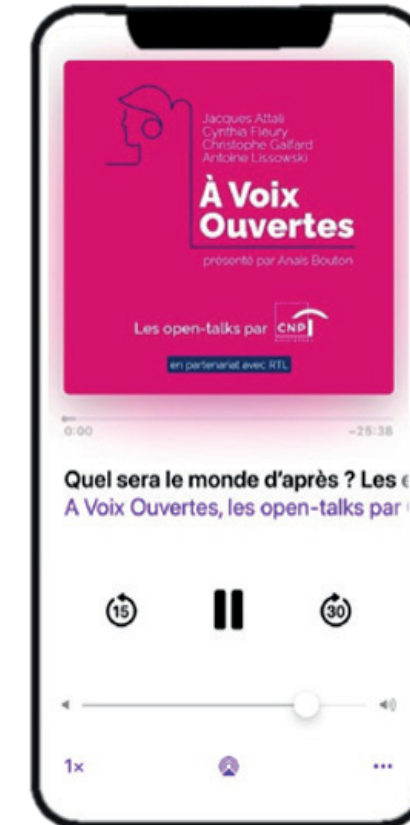 Jacques Attali
Cynthia Fleury
Christophe Galfard
Antoine Lissowski
À Voix
Ouvertes
présenté par Anaïs Bouton
Les open-talks par CNP
en partenariat avec RTL
0:00 -25:38
Quel sera le monde d'après ? Les
A Voix Ouvertes, les open-talks par
15 30
1×